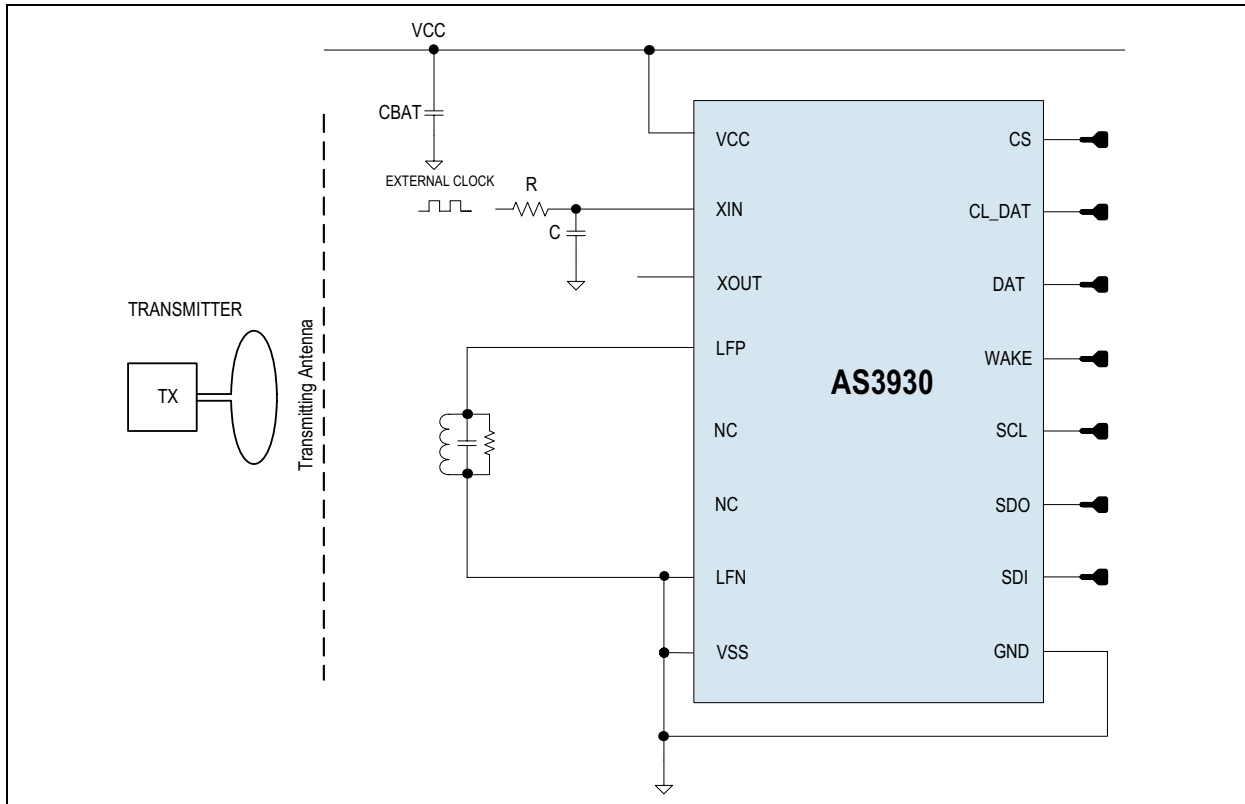 VCC
CBAT
EXTERNAL CLOCK
R
C
TRANSMITTER
TX
Transmitting Antenna
AS3930
VCC
XIN
XOUT
LFP
NC
NC
LFN
VSS
CS
CL_DAT
DAT
WAKE
SCL
SDO
SDI
GND